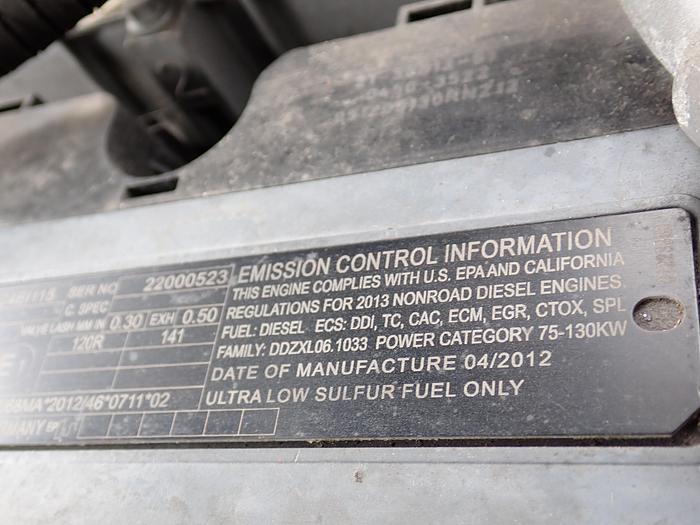 SER NO 22000523
C. SPEC
VALVE LASH MM IN 0.30 EXH 0.50
120R 141
68MA*2012/46*0711*02
EMISSION CONTROL INFORMATION
THIS ENGINE COMPLIES WITH U.S. EPA AND CALIFORNIA
REGULATIONS FOR 2013 NONROAD DIESEL ENGINES.
FUEL: DIESEL ECS: DDI, TC, CAC, ECM, EGR, CTOX, SPL
FAMILY: DDZXL06.1033 POWER CATEGORY 75-130KW
DATE OF MANUFACTURE 04/2012
ULTRA LOW SULFUR FUEL ONLY